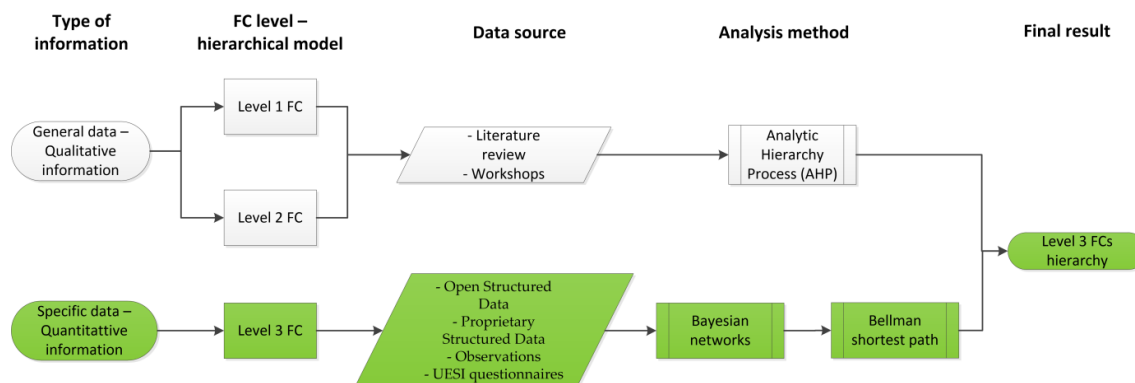 Type of
information
FC level –
hierarchical model
Data source
Analysis method
Final result
General data –
Qualitative
information
Level 1 FC
Level 2 FC
- Literature
review
- Workshops
Analytic
Hierarchy
Process (AHP)
Level 3 FCs
hierarchy
Specific data –
Quantitattive
information
Level 3 FC
- Open Structured
Data
- Proprietary
Structured Data
- Observations
- UESI questionnaires
Bayesian
networks
Bellman
shortest path